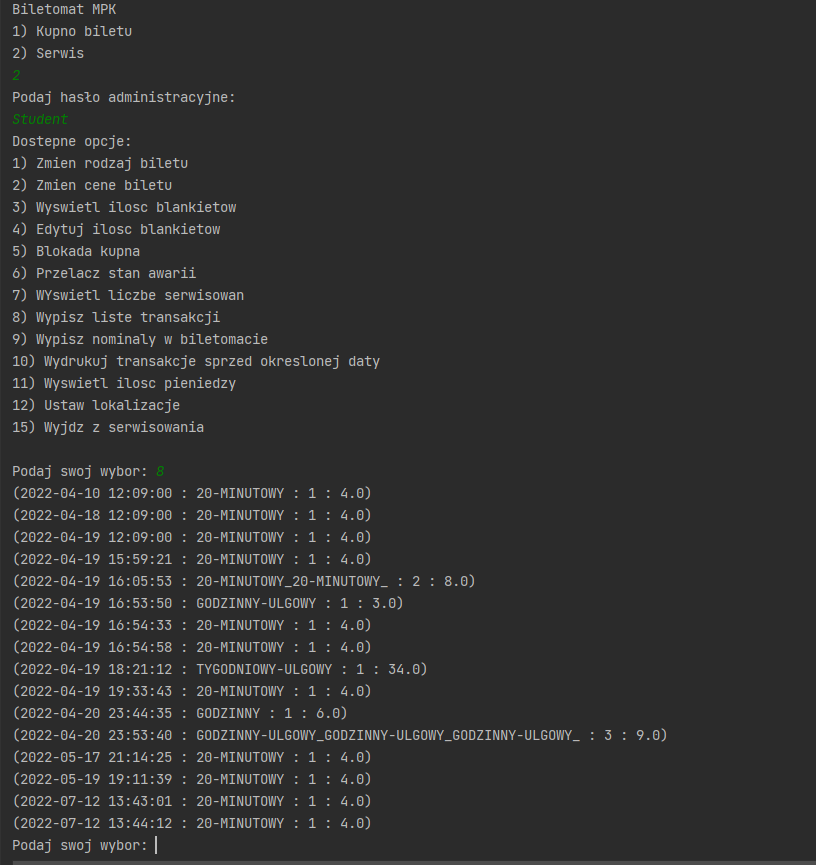 Biletomat MPK
1) Kupno biletu
2) Serwis
2
Podaj hasło administracyjne:
Student
Dostepne opcje:
1) Zmien rodzaj biletu
2) Zmien cene biletu
3) Wyswietl ilosc blankietow
4) Edytuj ilosc blankietow
5) Blokada kupna
6) Przelacz stan awarii
7) WYswietl liczbe serwisowan
8) Wypisz liste transakcji
9) Wypisz nominaly w biletomacie
10) Wydrukuj transakcje sprzed okreslonej daty
11) Wyswietl ilosc pieniedzy
12) Ustaw lokalizacje
15) Wyjdz z serwisowania
Podaj swoj wybor: 8
(2022-04-10 12:09:00 : 20-MINUTOWY : 1 : 4.0)
(2022-04-18 12:09:00 : 20-MINUTOWY : 1 : 4.0)
(2022-04-19 12:09:00 : 20-MINUTOWY : 1 : 4.0)
(2022-04-19 15:59:21 : 20-MINUTOWY : 1 : 4.0)
(2022-04-19 16:05:53 : 20-MINUTOWY_20-MINUTOWY_ : 2 : 8.0)
(2022-04-19 16:53:50 : GODZINNY-ULGOWY : 1 : 3.0)
(2022-04-19 16:54:33 : 20-MINUTOWY : 1 : 4.0)
(2022-04-19 16:54:58 : 20-MINUTOWY : 1 : 4.0)
(2022-04-19 18:21:12 : TYGODNIOWY-ULGOWY : 1 : 34.0)
(2022-04-19 19:33:43 : 20-MINUTOWY : 1 : 4.0)
(2022-04-20 23:44:35 : GODZINNY : 1 : 6.0)
(2022-04-20 23:53:40 : GODZINNY-ULGOWY_GODZINNY-ULGOWY_GODZINNY-ULGOWY_ : 3 : 9.0)
(2022-05-17 21:14:25 : 20-MINUTOWY : 1 : 4.0)
(2022-05-19 19:11:39 : 20-MINUTOWY : 1 : 4.0)
(2022-07-12 13:43:01 : 20-MINUTOWY : 1 : 4.0)
(2022-07-12 13:44:12 : 20-MINUTOWY : 1 : 4.0)
Podaj swoj wybor: